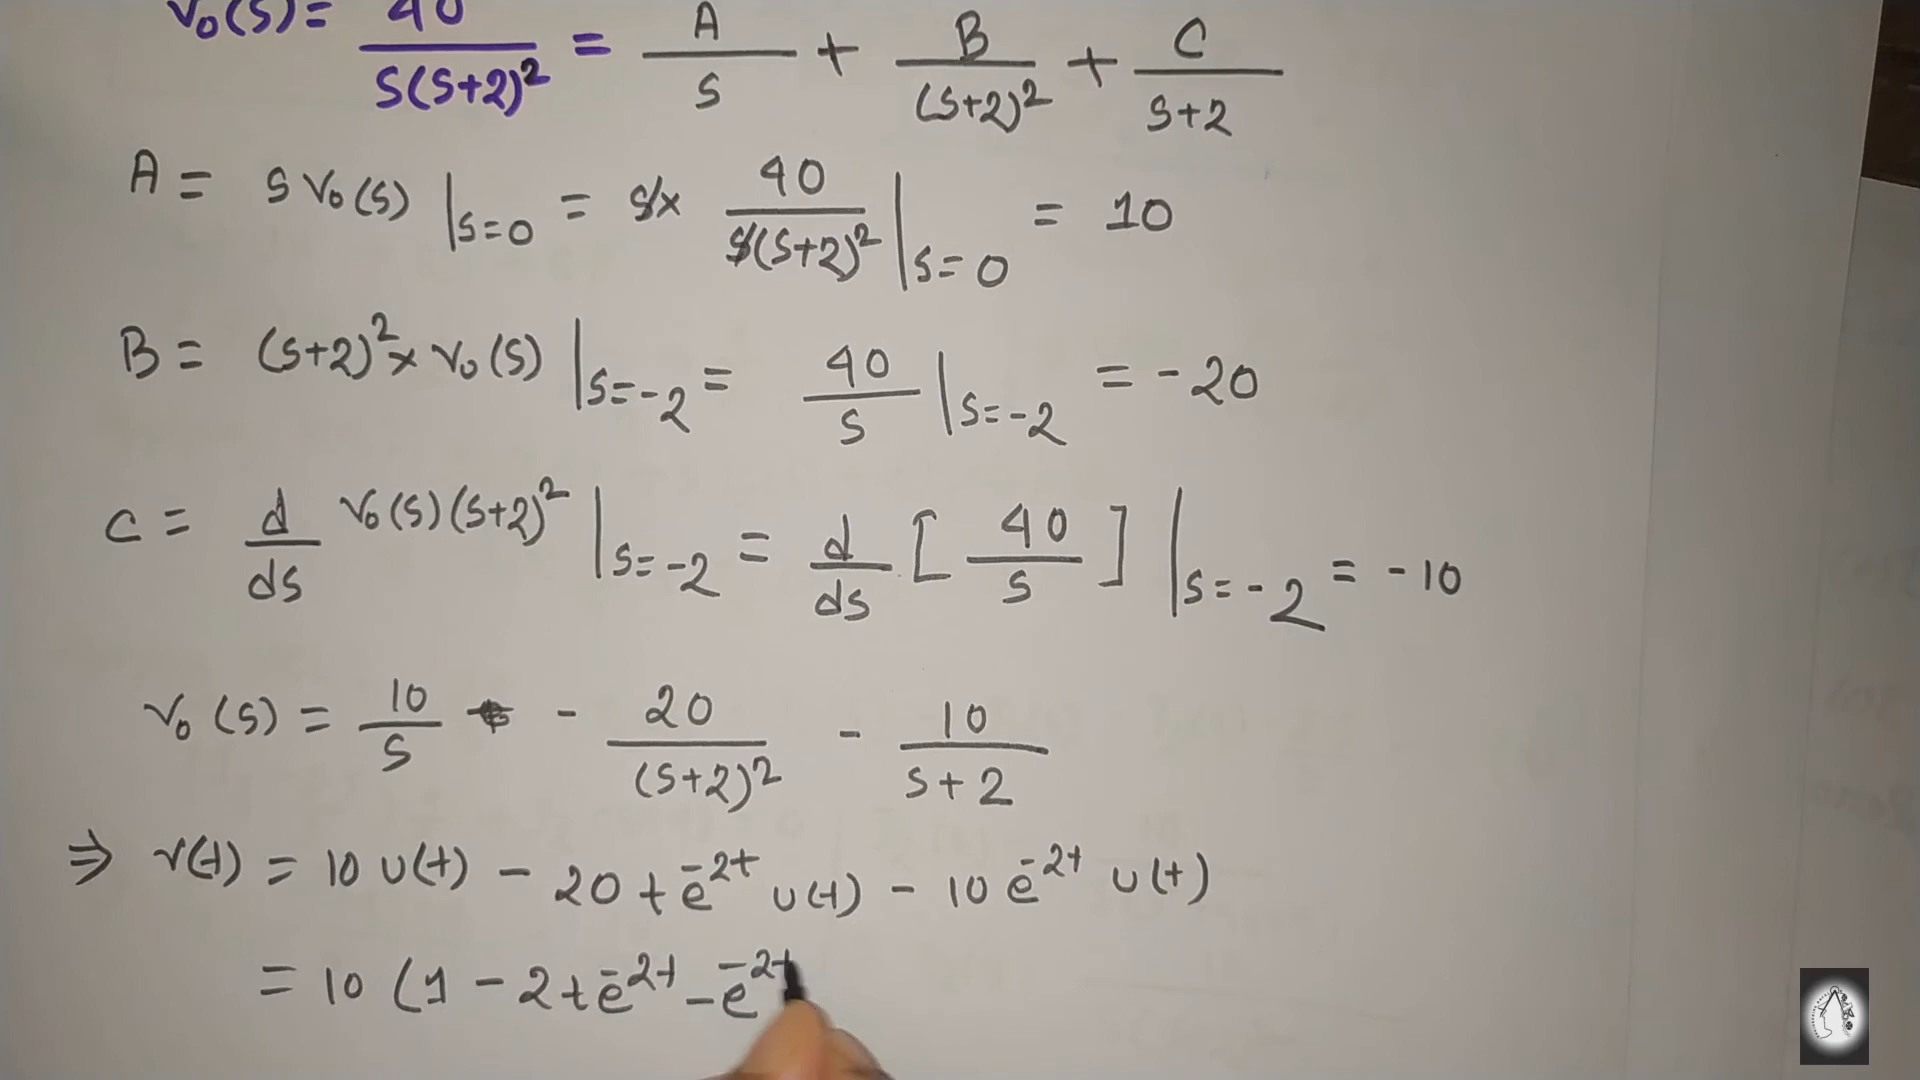 V₀(s) = 40 / s(s+2)² = A / s + B / (s+2)² + C / s+2
A = s V₀(s) |s=0 = s× 40 / s(s+2)² |s=0 = 10
B = (s+2)² × V₀(s) |s=-2 = 40 / s |s=-2 = -20
C = d/ds V₀(s)(s+2)² |s=-2 = d/ds [ 40 / s ] |s=-2 = -10
V₀(s) = 10 / s - 20 / (s+2)² - 10 / s+2
⇒ v(t) = 10 u(t) - 20 t e⁻²ᵗ u(t) - 10 e⁻²ᵗ u(t)
= 10 (1 - 2 t e⁻²ᵗ - e⁻²ᵗ